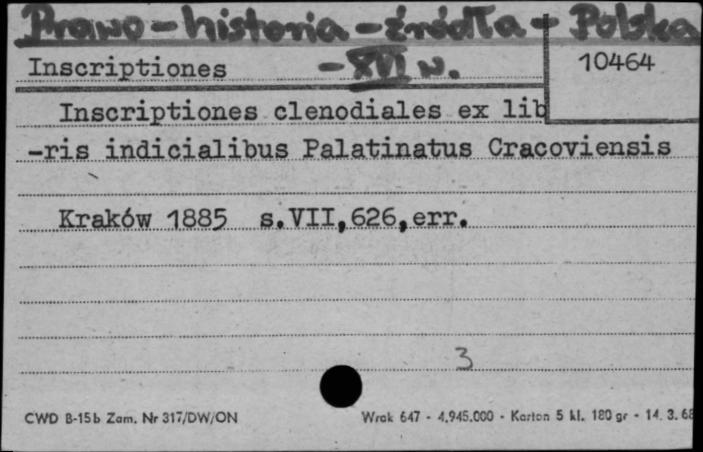 Prawo - historia - źródła - Polska
Inscriptiones - XVI w. 10464
Inscriptiones clenodiales ex lib
-ris indicialibus Palatinatus Cracoviensis
Kraków 1885 s.VII,626,err.
3
CWD B-15b Zam. Nr 317/DW/ON Wrak 647 - 4.945.000 - Karton 5 kl. 180 gr - 14. 3. 68